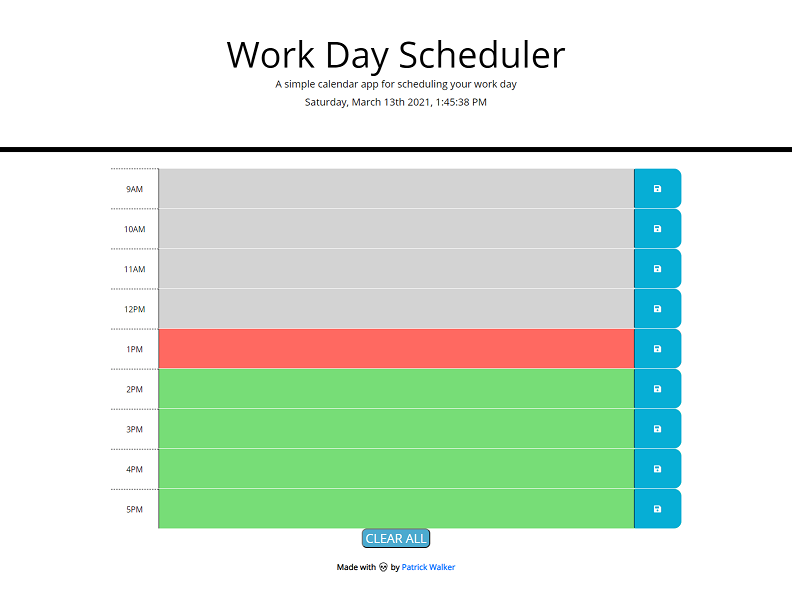 Work Day Scheduler
A simple calendar app for scheduling your work day
Saturday, March 13th 2021, 1:45:38 PM
9AM
10AM
11AM
12PM
1PM
2PM
3PM
4PM
5PM
CLEAR ALL
Made with 💀 by Patrick Walker